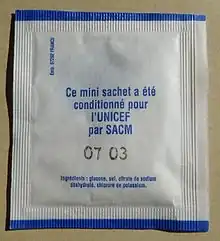 Ce mini sachet a été
conditionné pour
l'UNICEF
par SACM
07 03
Ingrédients : glucose, sel, citrate de sodium
déshydraté, chlorure de potassium.